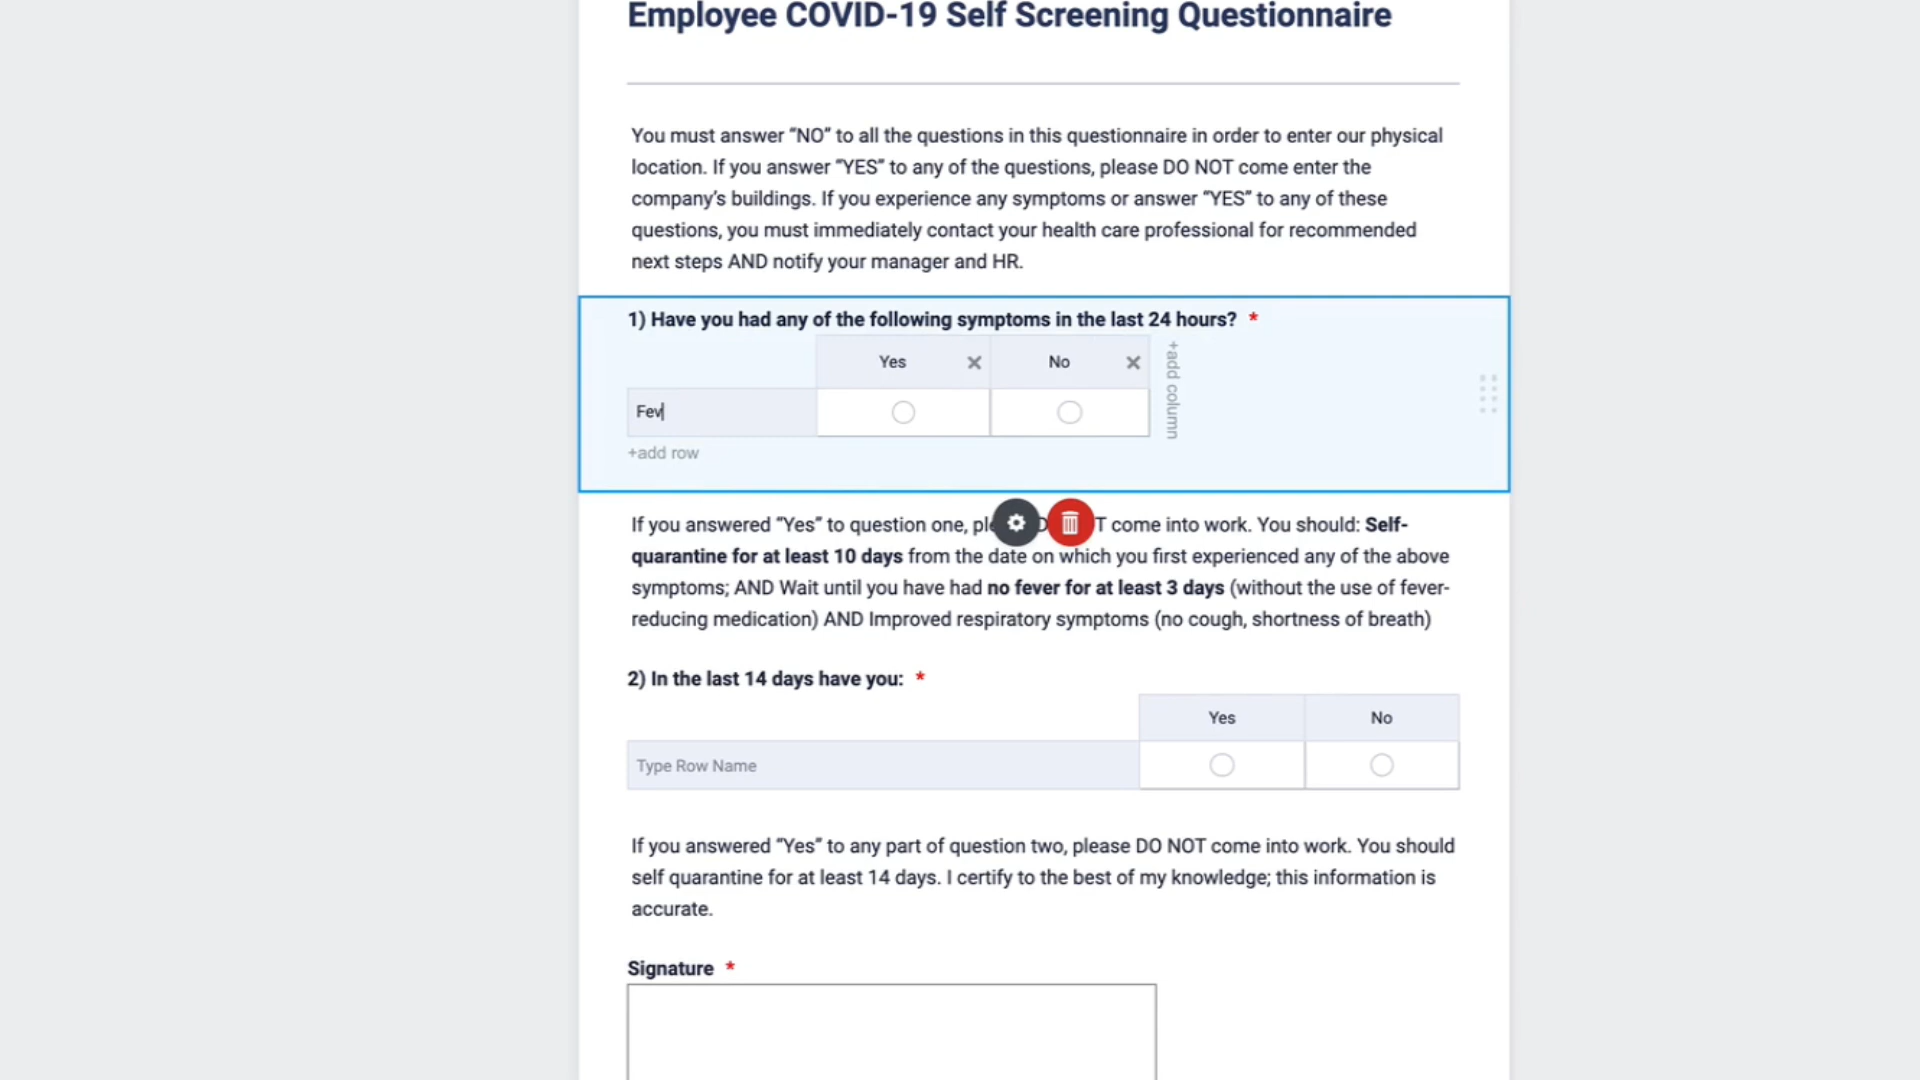 Employee COVID-19 Self Screening Questionnaire
You must answer “NO” to all the questions in this questionnaire in order to enter our physical
location. If you answer “YES” to any of the questions, please DO NOT come enter the
company’s buildings. If you experience any symptoms or answer “YES” to any of these
questions, you must immediately contact your health care professional for recommended
next steps AND notify your manager and HR.
1) Have you had any of the following symptoms in the last 24 hours? *
Yes No
+add column
Fev
+add row
If you answered “Yes” to question one, T come into work. You should: Self-
quarantine for at least 10 days from the date on which you first experienced any of the above
symptoms; AND Wait until you have had no fever for at least 3 days (without the use of fever-
reducing medication) AND Improved respiratory symptoms (no cough, shortness of breath)
2) In the last 14 days have you: *
Yes No
Type Row Name
If you answered “Yes” to any part of question two, please DO NOT come into work. You should
self quarantine for at least 14 days. I certify to the best of my knowledge; this information is
accurate.
Signature *